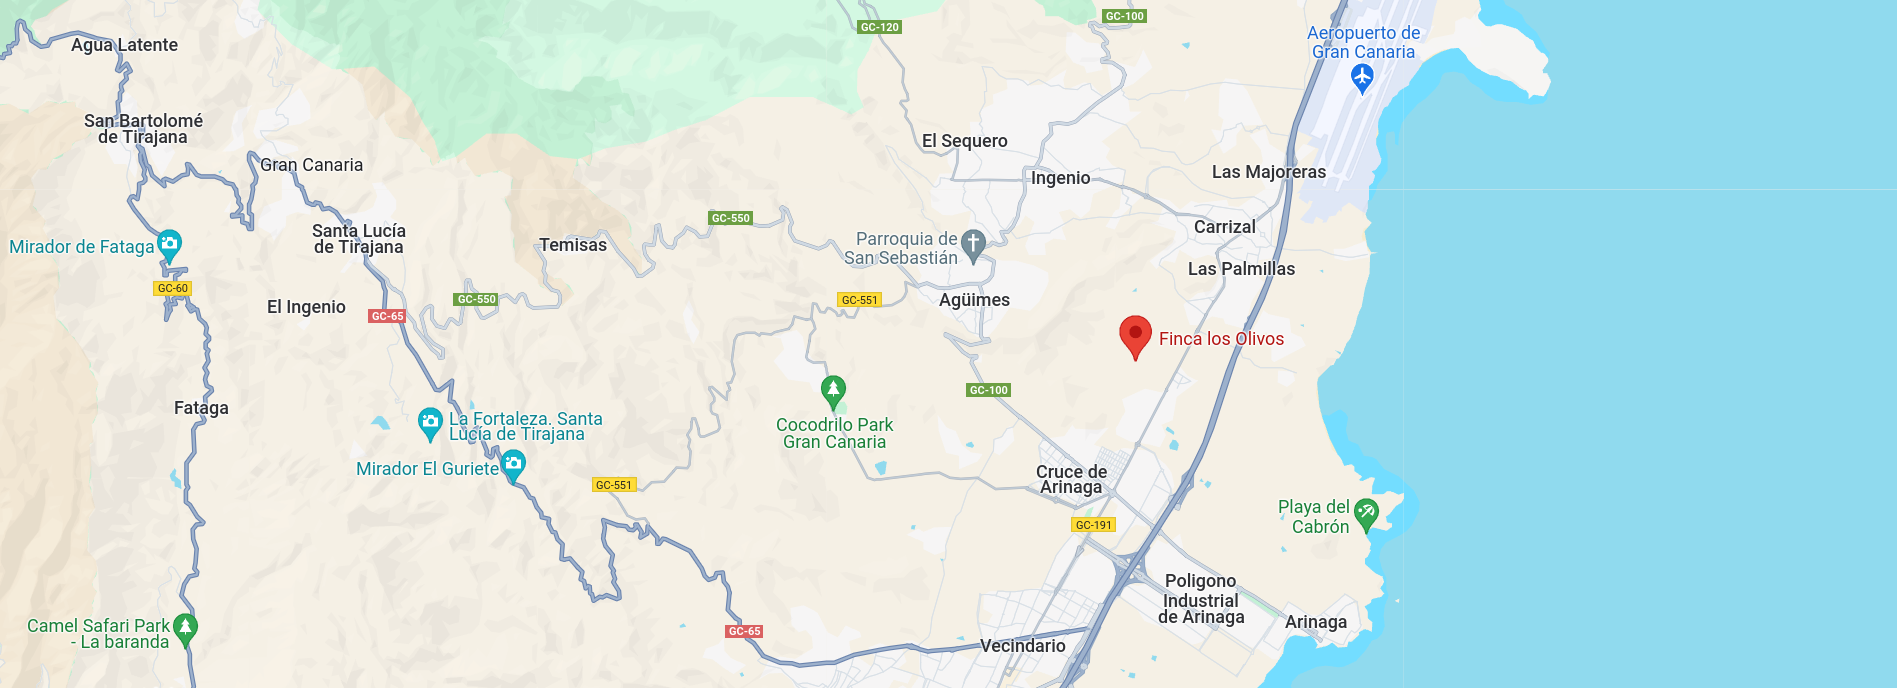 GC-100
GC-120
Aeropuerto de
Gran Canaria
Agua Latente
San Bartolomé
de Tirajana
El Sequero
Gran Canaria
Ingenio
Las Majoreras
GC-550
Santa Lucía
de Tirajana
Carrizal
Mirador de Fataga
Temisas
Parroquia de
San Sebastián
Las Palmillas
GC-60
GC-550
GC-551
Agüimes
El Ingenio
GC-65
Finca los Olivos
GC-100
Fataga
La Fortaleza. Santa
Lucía de Tirajana
Cocodrilo Park
Gran Canaria
Mirador El Guriete
Cruce de
Arinaga
GC-551
Playa del
Cabrón
GC-191
Poligono
Industrial
de Arinaga
Camel Safari Park
- La baranda
GC-65
Arinaga
Vecindario